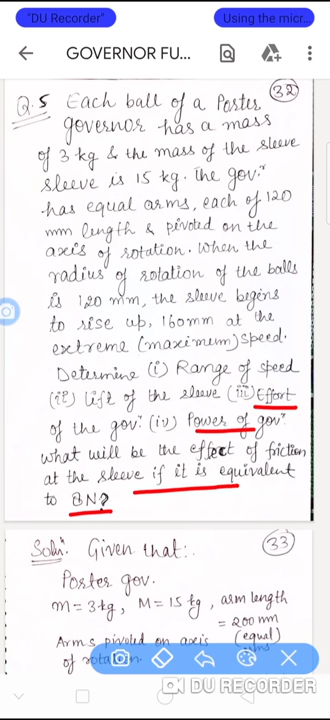 "DU Recorder"
Using the micr..
GOVERNOR FU...
32
Q.5 Each ball of a Poster
governor has a mass
of 3 kg & the mass of the sleeve
sleeve is 15 kg. The gov.r
has equal arms, each of 120
mm length & pivoted on the
axis of rotation. When the
radius of rotation of the balls
is 120 mm, the sleeve begins
to rise up, 160mm at the
extreme (maximum) speed.
Determine (i) Range of speed
(ii) lift of the sleeve (iii) Effort
of the gov.r (iv) Power of gov.r
what will be the effect of friction
at the sleeve if it is equivalent
to 8N?
33
Soln. Given that:.
Poster gov.
m = 3 kg, M = 15 kg, arm length
= 200 mm
(equal)
Arms pivoted on axis
of rotation.
DU RECORDER